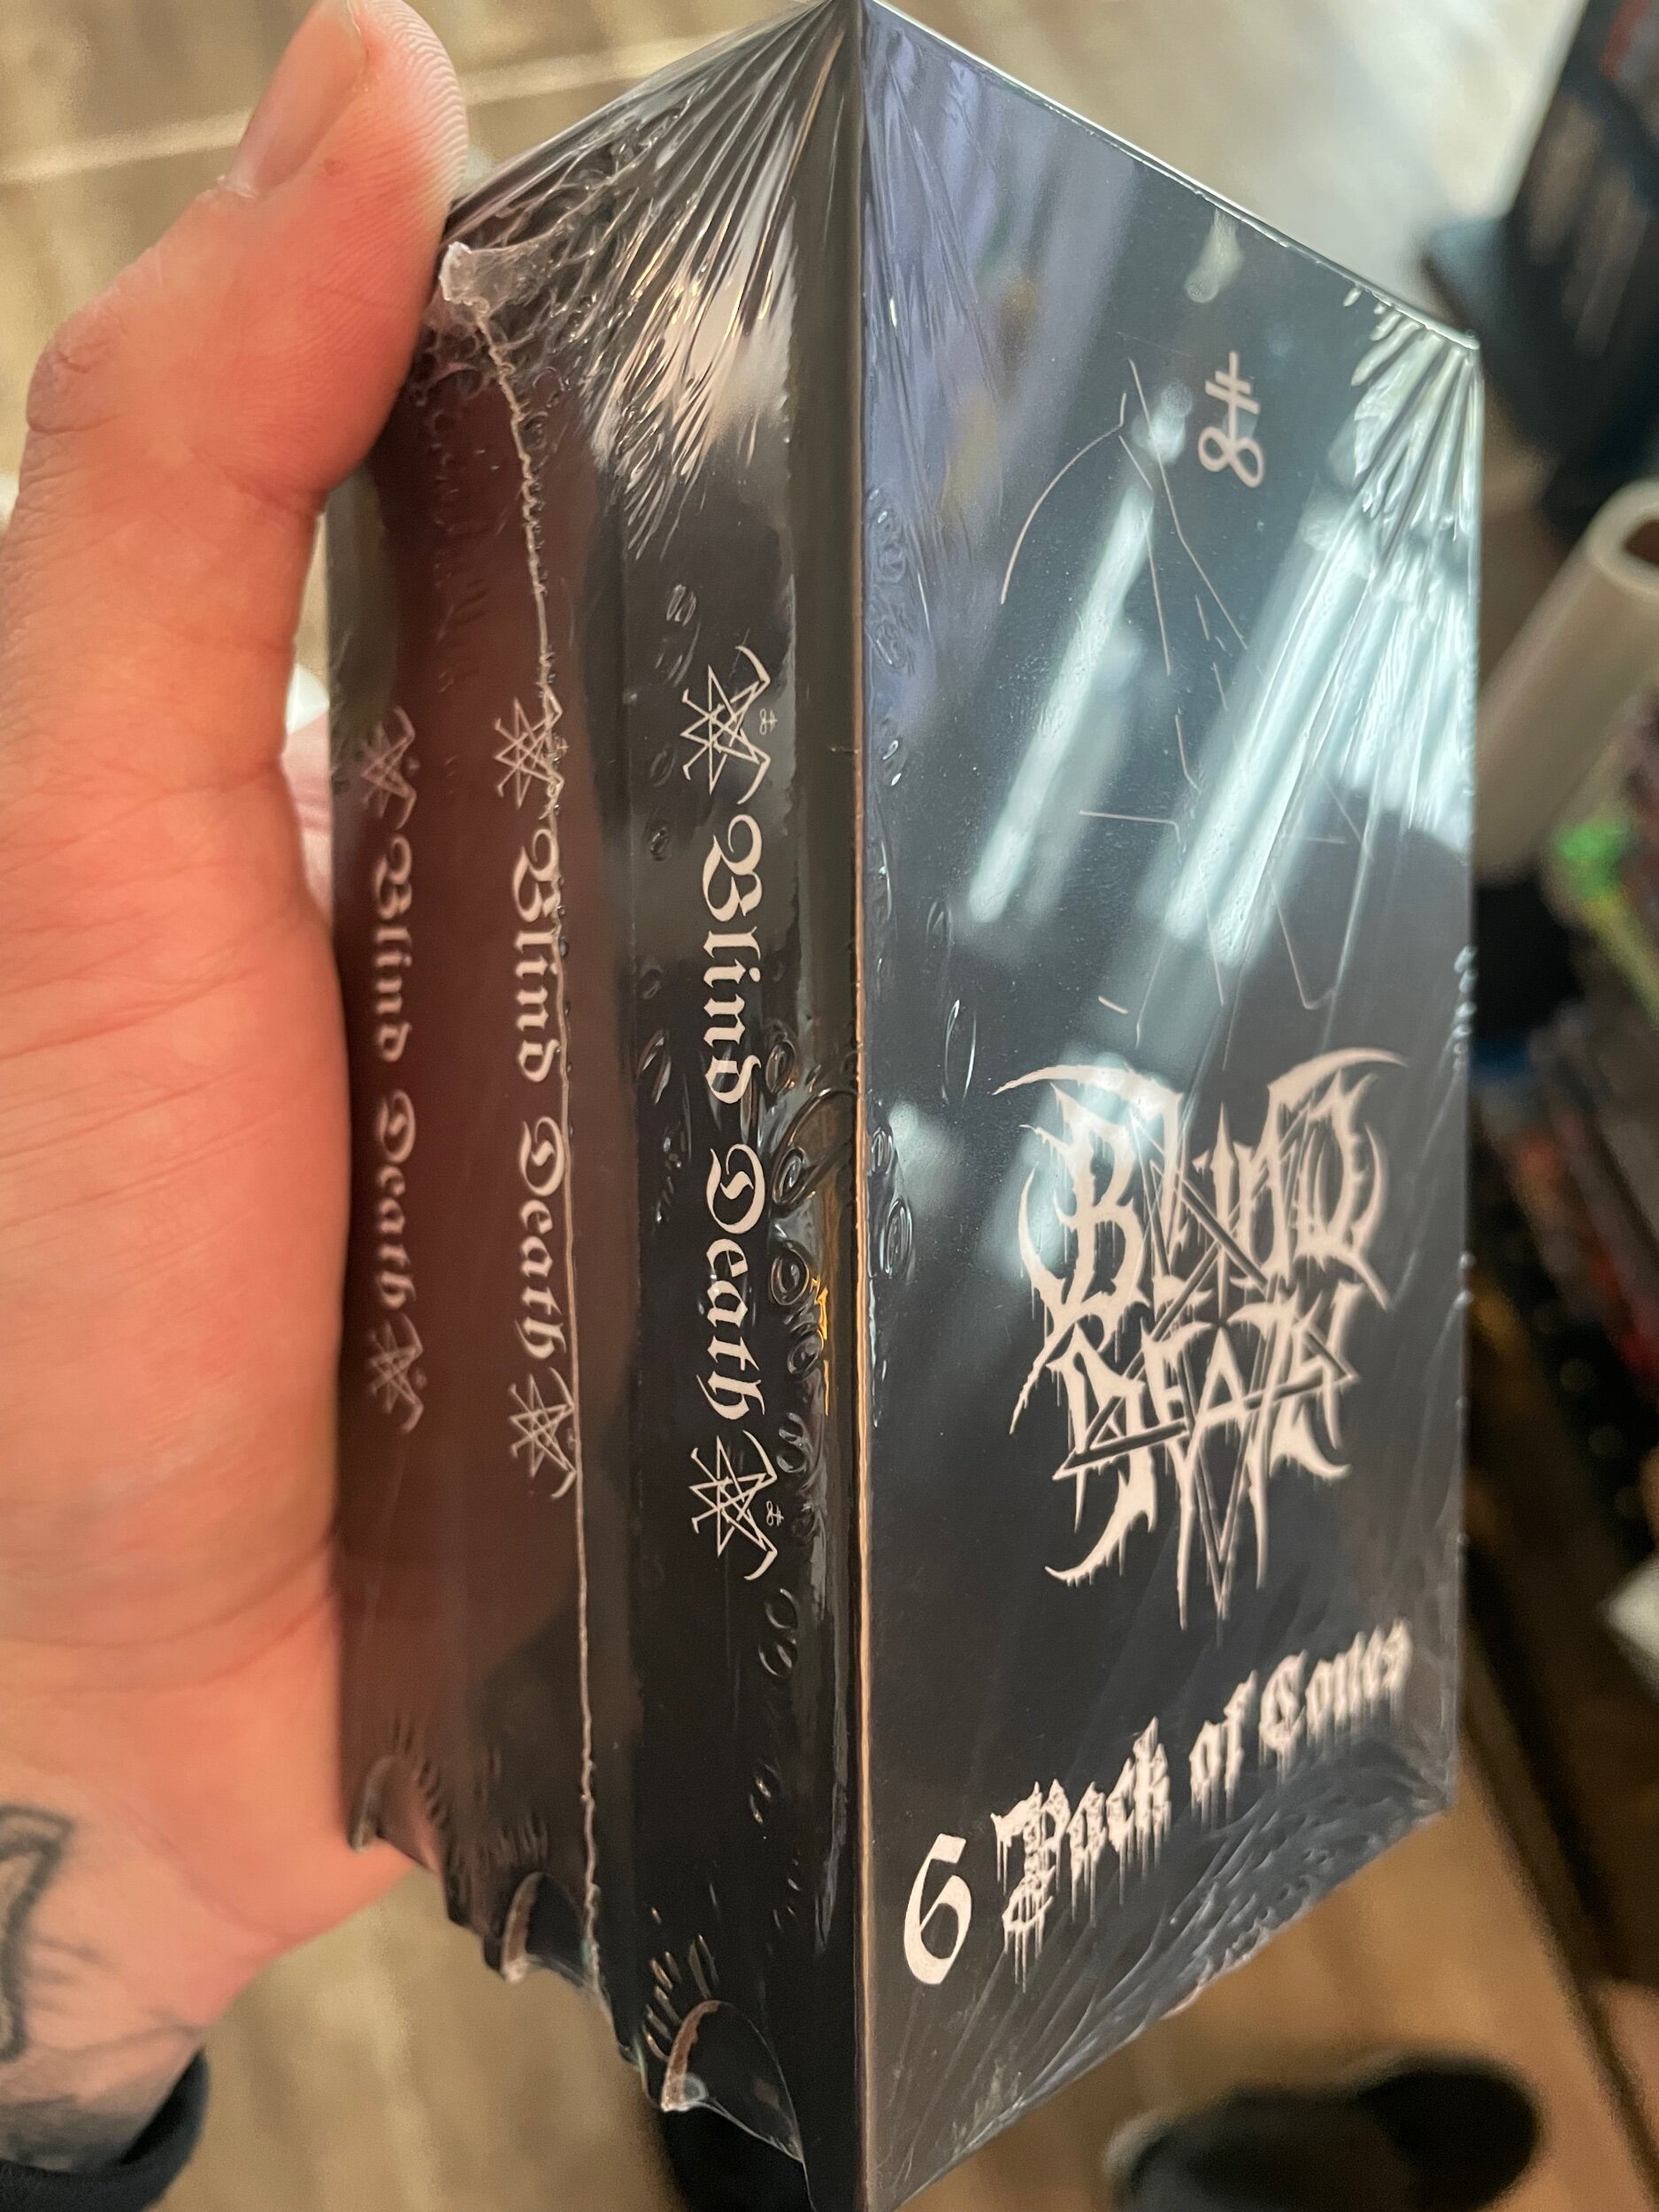 Blind Death
Blind Death
Blind Death
BLIND
DEATH
6 Pack of Cones